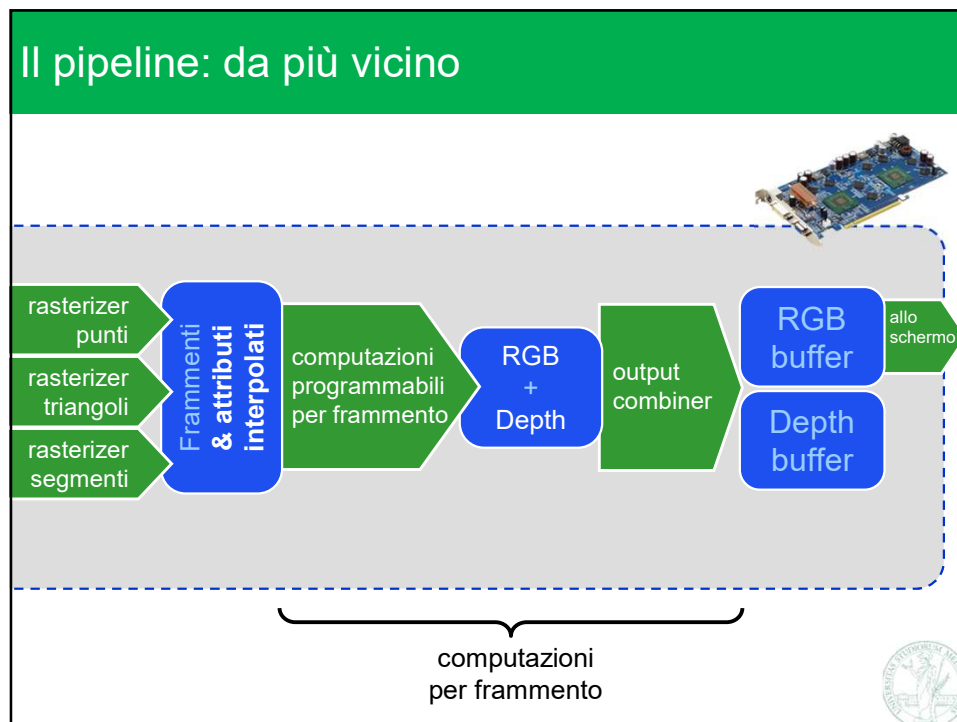 Il pipeline: da più vicino
rasterizer
punti
rasterizer
triangoli
rasterizer
segmenti
Frammenti
& attributi
interpolati
computazioni
programmabili
per frammento
RGB
+
Depth
output
combiner
RGB
buffer
Depth
buffer
allo
schermo
computazioni
per frammento